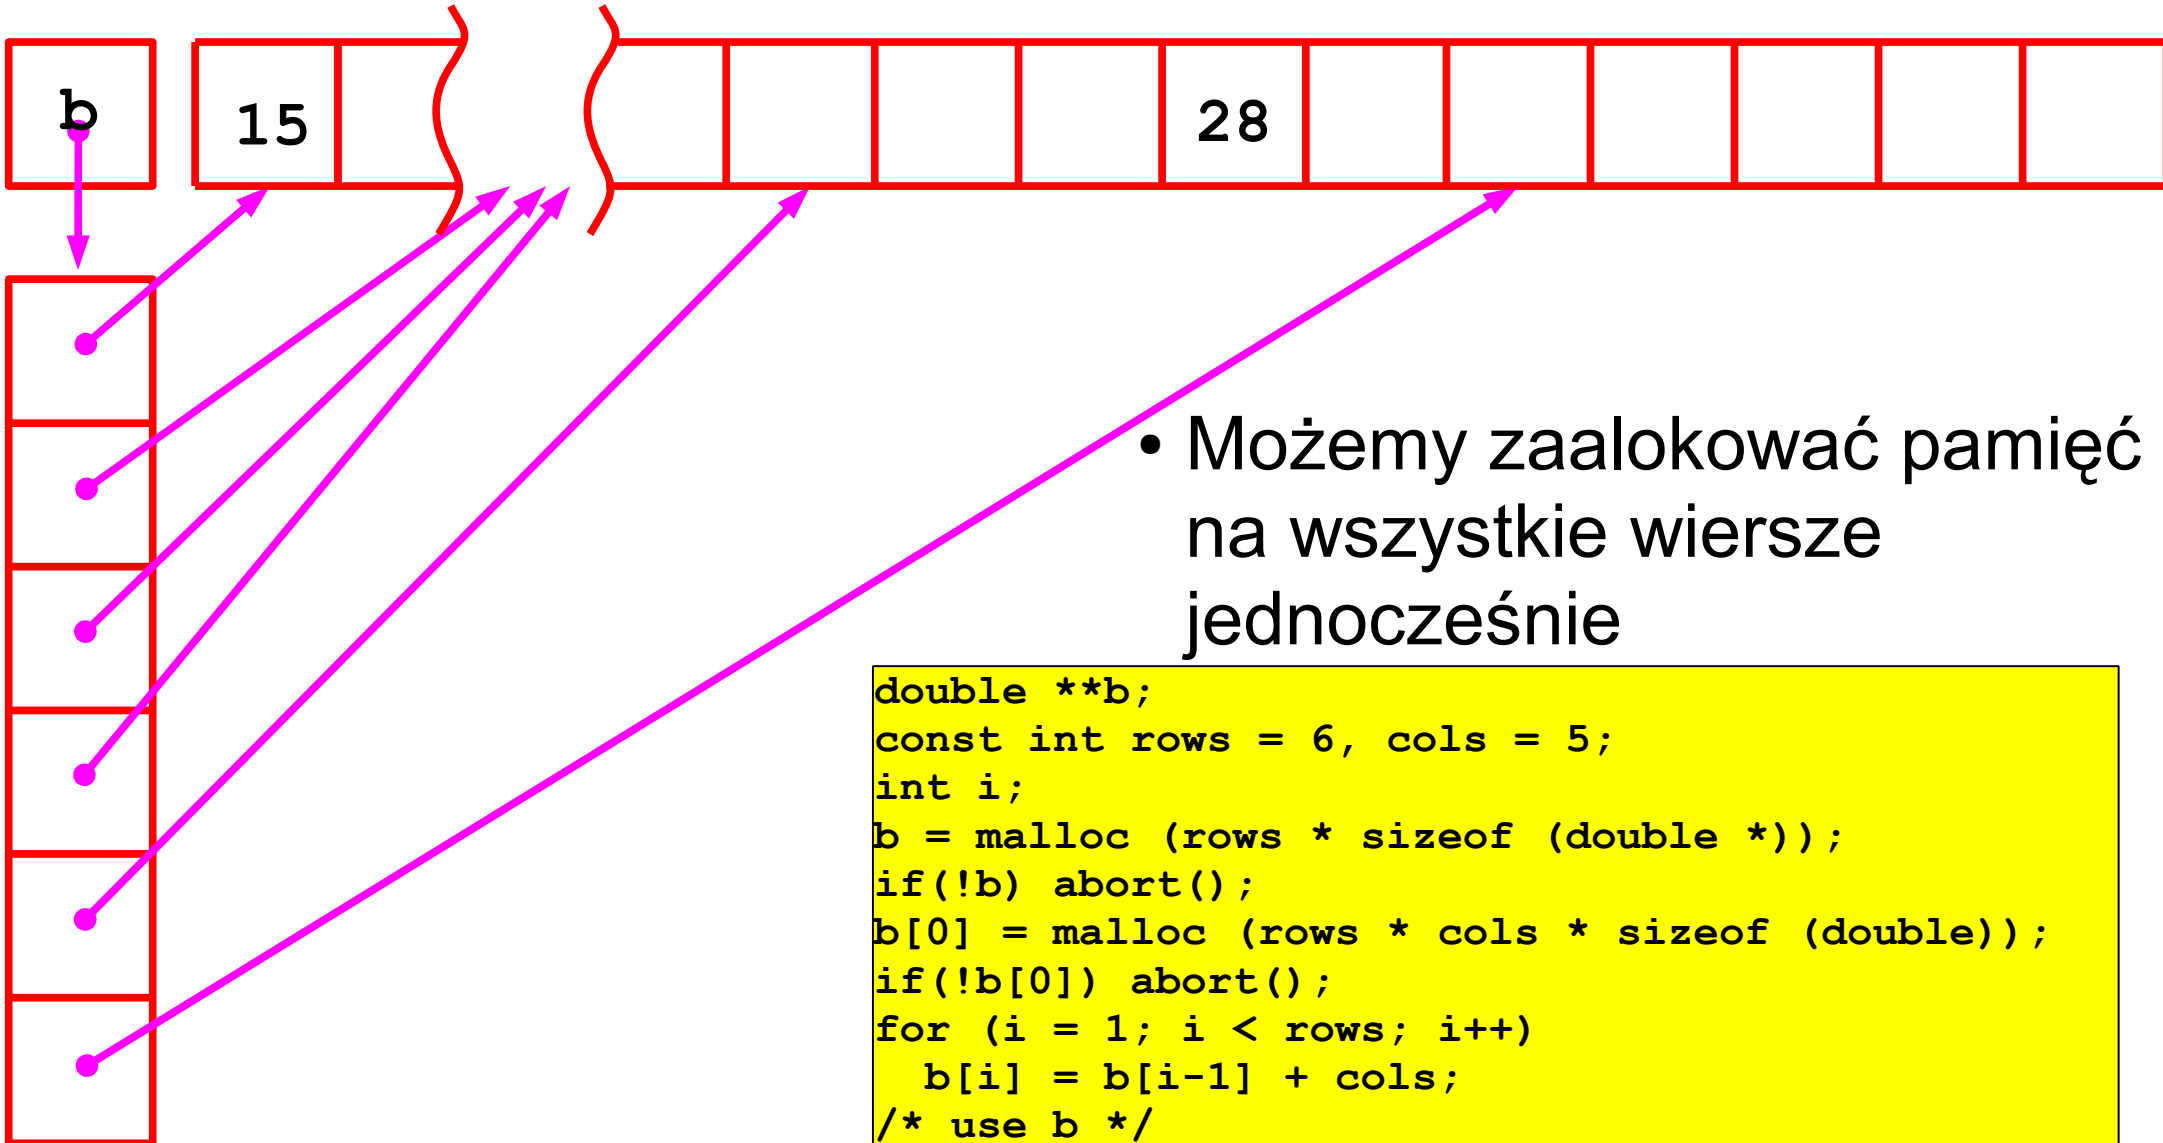 b
15
28
• Możemy zaalokować pamięć
na wszystkie wiersze
jednocześnie
double **b;
const int rows = 6, cols = 5;
int i;
b = malloc (rows * sizeof (double *));
if(!b) abort();
b[0] = malloc (rows * cols * sizeof (double));
if(!b[0]) abort();
for (i = 1; i < rows; i++)
  b[i] = b[i-1] + cols;
/* use b */